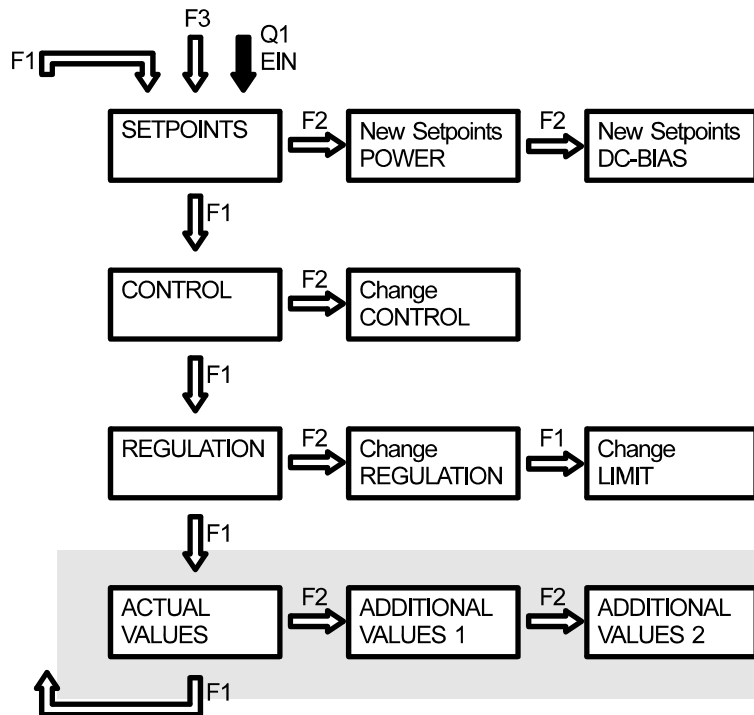 F3
Q1
EIN
F1
SETPOINTS
F2
New Setpoints
POWER
F2
New Setpoints
DC-BIAS
F1
CONTROL
F2
Change
CONTROL
F1
REGULATION
F2
Change
REGULATION
F1
Change
LIMIT
F1
ACTUAL
VALUES
F2
ADDITIONAL
VALUES 1
F2
ADDITIONAL
VALUES 2
F1